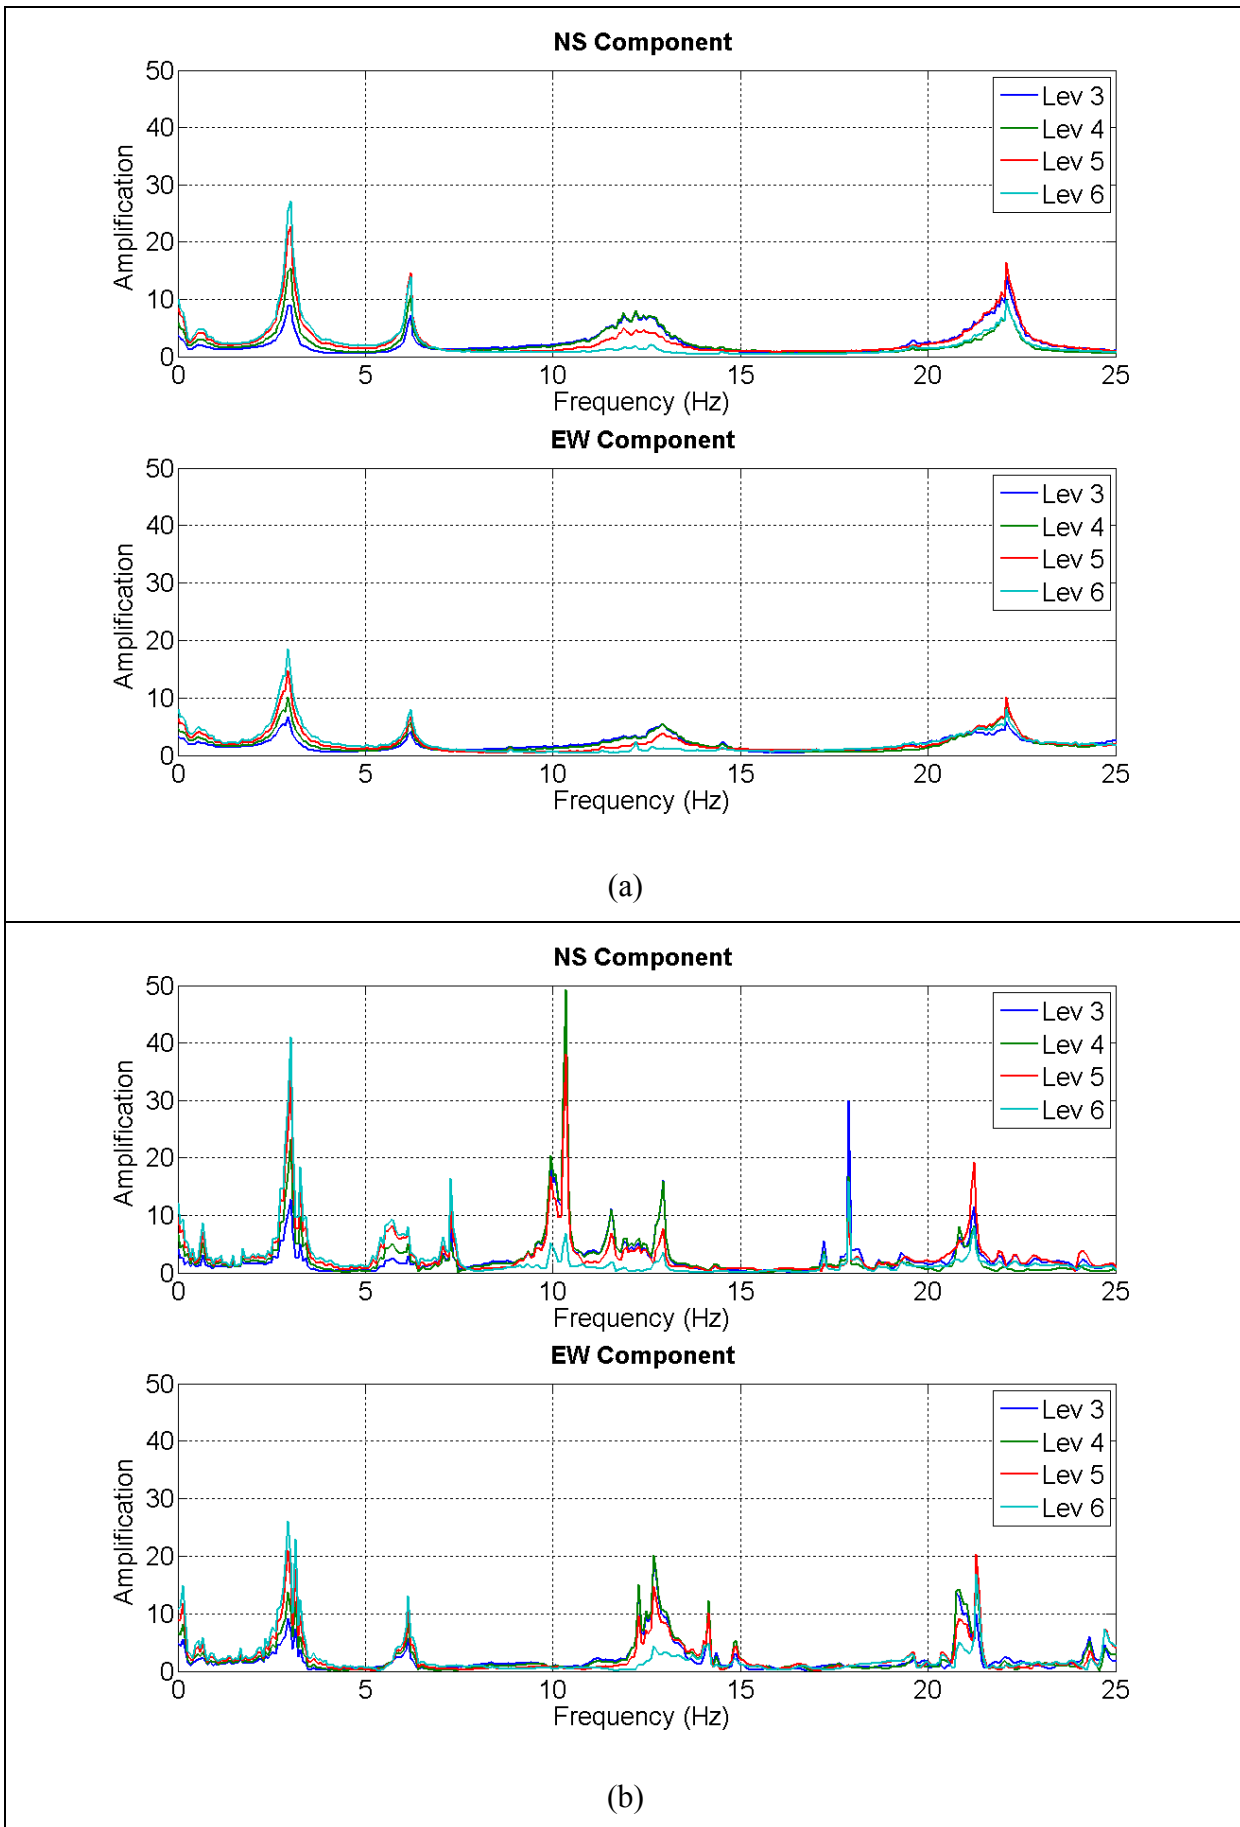 NS Component
50
40
30
20
10
0
Amplification
Lev 3
Lev 4
Lev 5
Lev 6
0 5 10 15 20 25
Frequency (Hz)
EW Component
50
40
30
20
10
0
Amplification
Lev 3
Lev 4
Lev 5
Lev 6
0 5 10 15 20 25
Frequency (Hz)
(a)
NS Component
50
40
30
20
10
0
Amplification
Lev 3
Lev 4
Lev 5
Lev 6
0 5 10 15 20 25
Frequency (Hz)
EW Component
50
40
30
20
10
0
Amplification
Lev 3
Lev 4
Lev 5
Lev 6
0 5 10 15 20 25
Frequency (Hz)
(b)